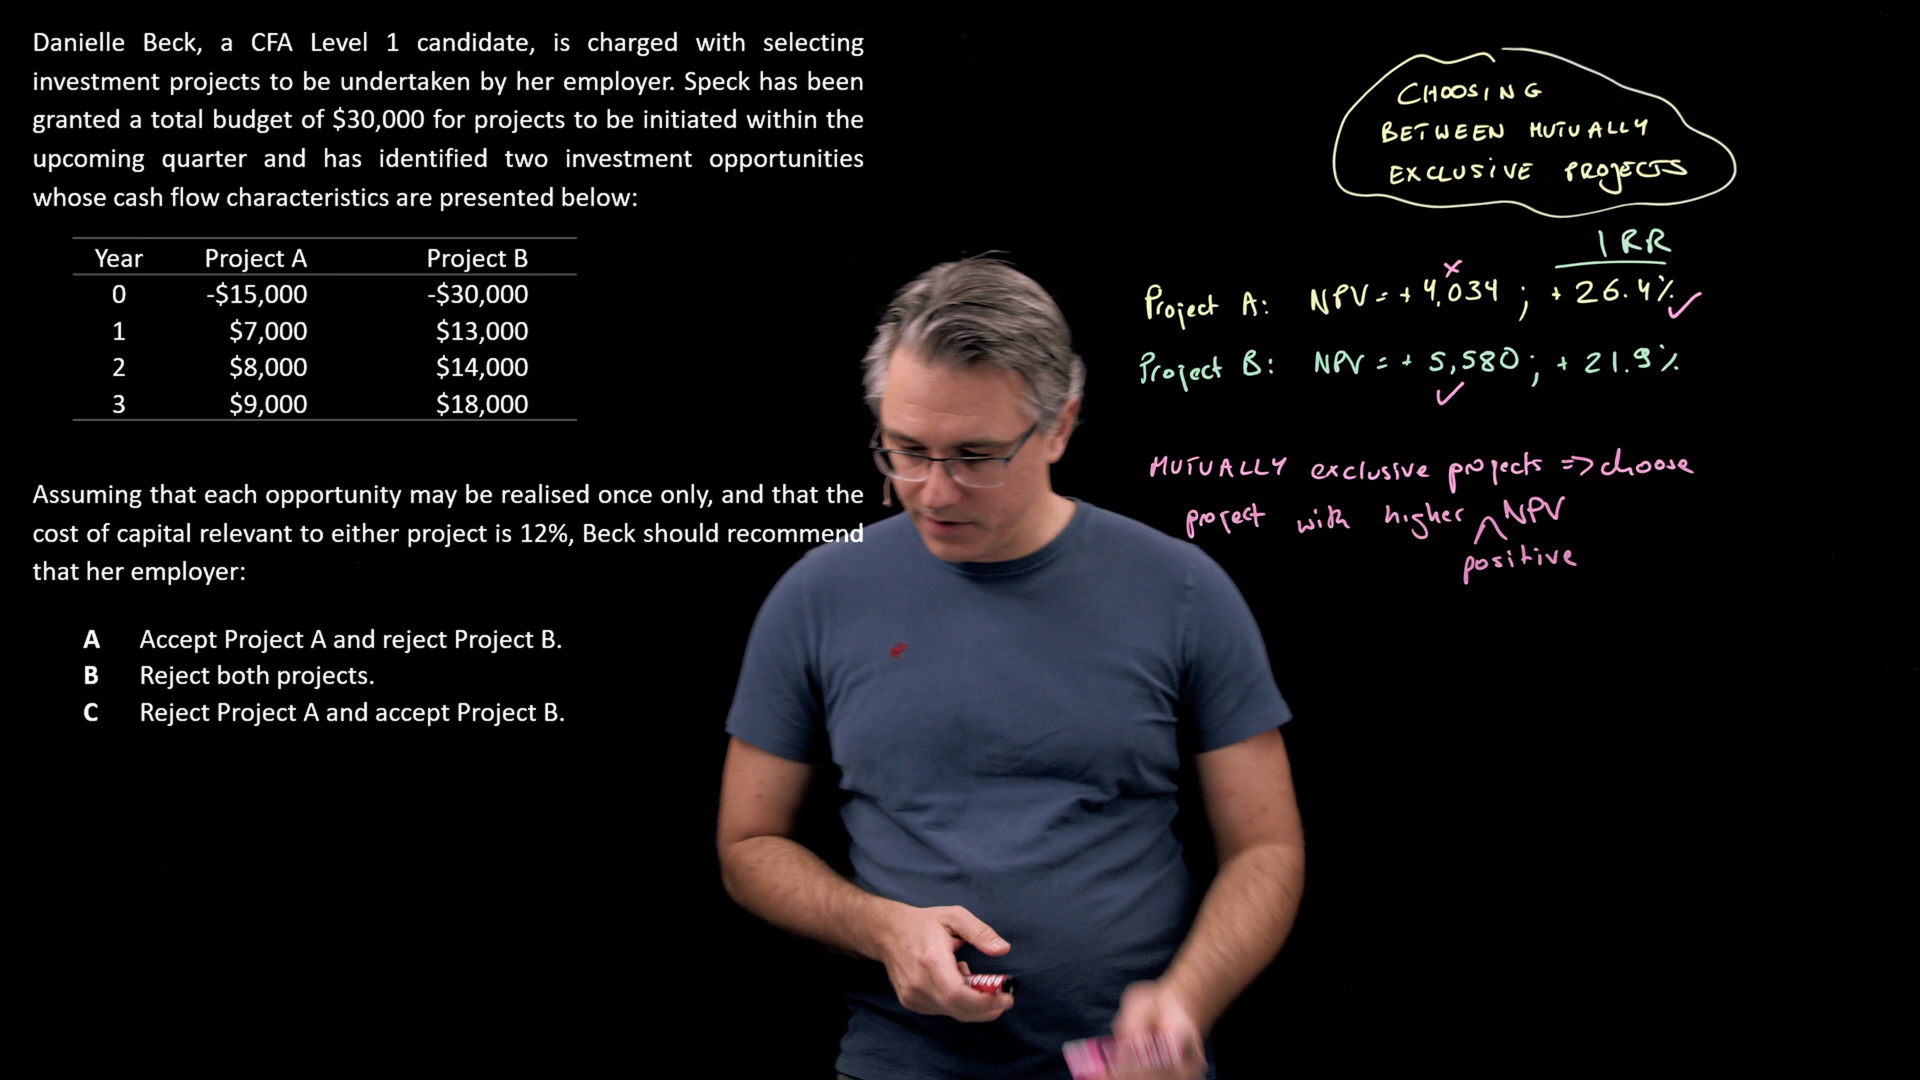 Danielle Beck, a CFA Level 1 candidate, is charged with selecting
investment projects to be undertaken by her employer. Speck has been
granted a total budget of $30,000 for projects to be initiated within the
upcoming quarter and has identified two investment opportunities
whose cash flow characteristics are presented below:
Year Project A Project B
0 -$15,000 -$30,000
1 $7,000 $13,000
2 $8,000 $14,000
3 $9,000 $18,000
Assuming that each opportunity may be realised once only, and that the
cost of capital relevant to either project is 12%, Beck should recommend
that her employer:
A Accept Project A and reject Project B.
B Reject both projects.
C Reject Project A and accept Project B.
CHOOSING
BETWEEN MUTUALLY
EXCLUSIVE PROJECTS
IRR
Project A: NPV = + 4,034 ; + 26.4%
Project B: NPV = + 5,580 ; + 21.9%
MUTUALLY exclusive projects => choose
project with higher NPV
positive